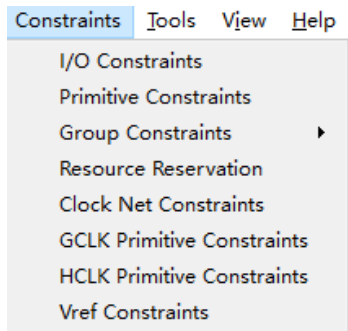 Constraints Tools View Help
I/O Constraints
Primitive Constraints
Group Constraints
Resource Reservation
Clock Net Constraints
GCLK Primitive Constraints
HCLK Primitive Constraints
Vref Constraints